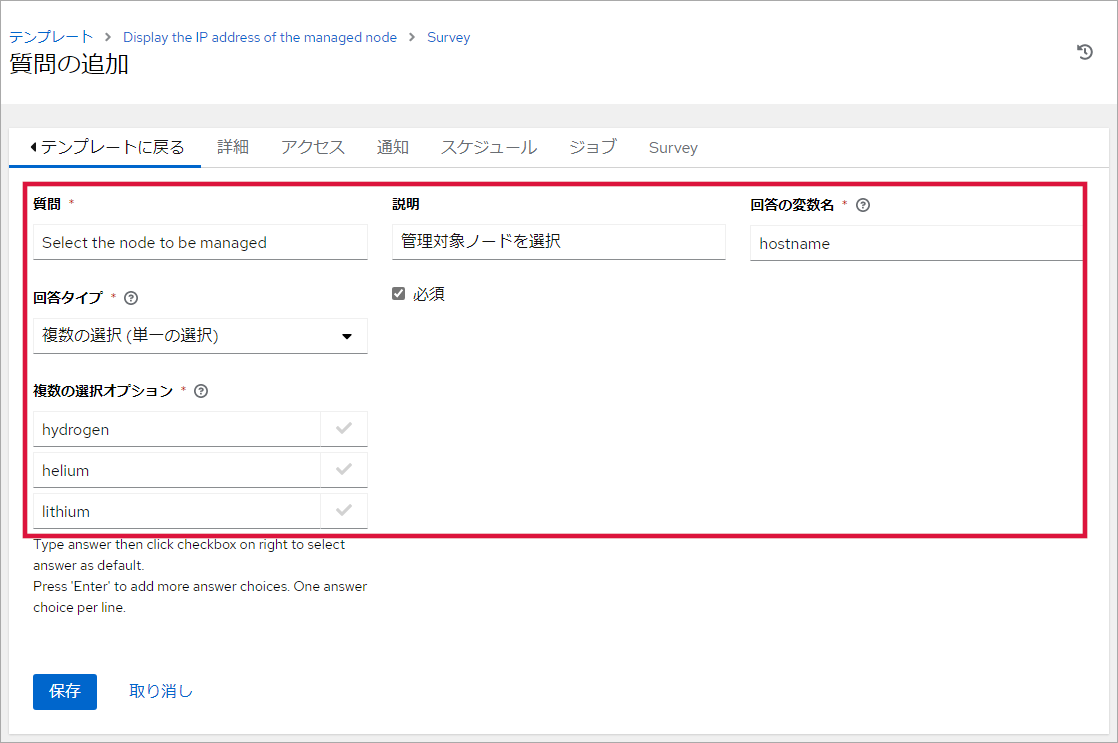 テンプレート > Display the IP address of the managed node > Survey
質問の追加
テンプレートに戻る 詳細 アクセス 通知 スケジュール ジョブ Survey
質問 * 説明 回答の変数名 *
Select the node to be managed 管理対象ノードを選択 hostname
回答タイプ * 必須
複数の選択 (単一の選択)
複数の選択オプション *
hydrogen
helium
lithium
Type answer then click checkbox on right to select
answer as default.
Press 'Enter' to add more answer choices. One answer
choice per line.
保存 取り消し